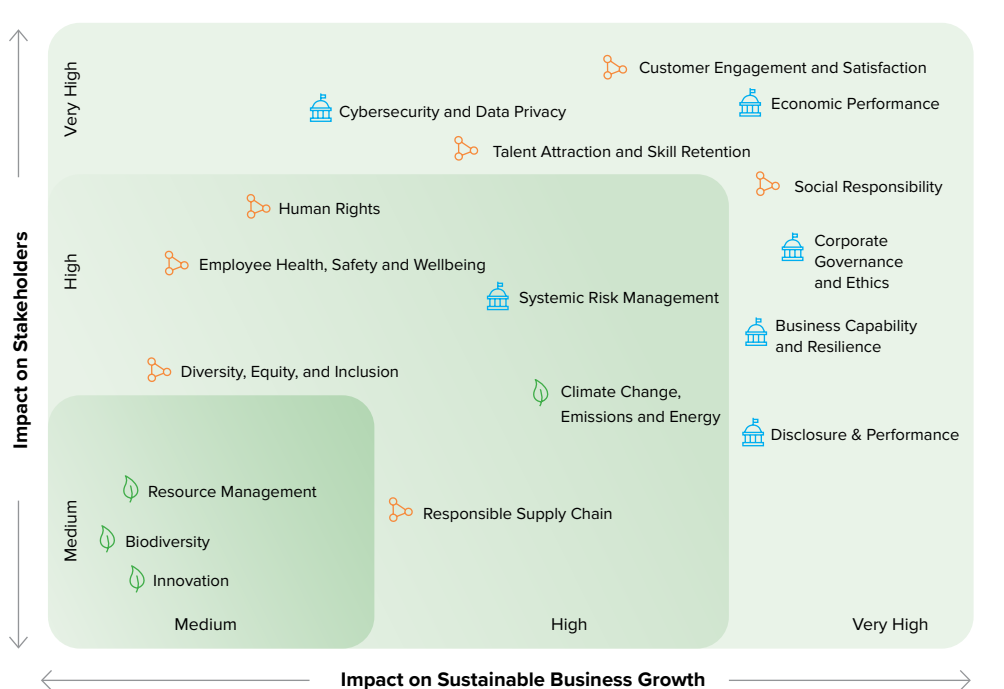 Very High
Customer Engagement and Satisfaction
Economic Performance
Cybersecurity and Data Privacy
Talent Attraction and Skill Retention
Social Responsibility
Human Rights
High
Employee Health, Safety and Wellbeing
Corporate
Governance
and Ethics
Systemic Risk Management
Business Capability
and Resilience
Impact on Stakeholders
Diversity, Equity, and Inclusion
Climate Change,
Emissions and Energy
Disclosure & Performance
Medium
Resource Management
Responsible Supply Chain
Biodiversity
Innovation
Medium
High
Very High
Impact on Sustainable Business Growth